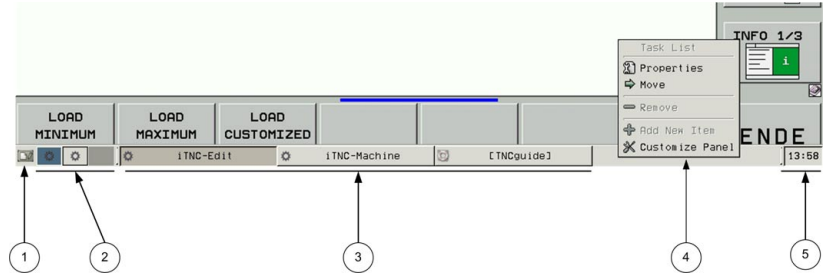 INFO 1/3
i
Task List
Properties
Move
Remove
Add New Item
Customize Panel
LOAD
MINIMUM
LOAD
MAXIMUM
LOAD
CUSTOMIZED
ENDE
iTNC-Edit
iTNC-Machine
[TNCguide]
13:58
1
2
3
4
5